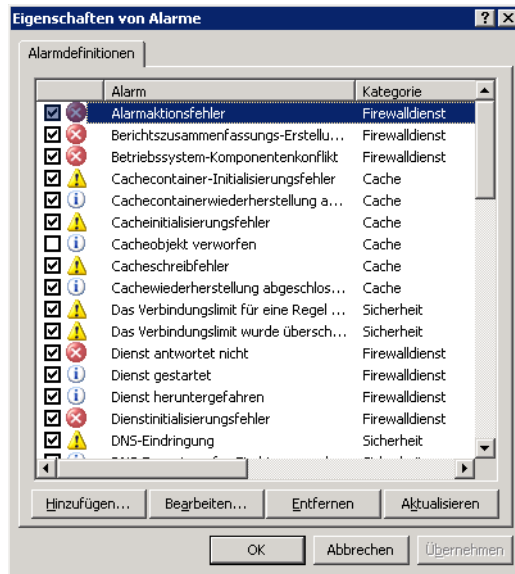 Eigenschaften von Alarme
Alarmdefinitionen
Alarm Kategorie
Alarmaktionsfehler Firewalldienst
Berichtszusammenfassungs-Erstellu... Firewalldienst
Betriebssystem-Komponentenkonflikt Firewalldienst
Cachecontainer-Initialisierungsfehler Cache
Cachecontainerwiederherstellung a... Cache
Cacheinitialisierungsfehler Cache
Cacheobjekt verworfen Cache
Cacheschreibfehler Cache
Cachewiederherstellung abgeschlos... Cache
Das Verbindungslimit für eine Regel ... Sicherheit
Das Verbindungslimit wurde übersch... Sicherheit
Dienst antwortet nicht Firewalldienst
Dienst gestartet Firewalldienst
Dienst heruntergefahren Firewalldienst
Dienstinitialisierungsfehler Firewalldienst
DNS-Eindringung Sicherheit
Hinzufügen... Bearbeiten... Entfernen Aktualisieren
OK Abbrechen Übernehmen